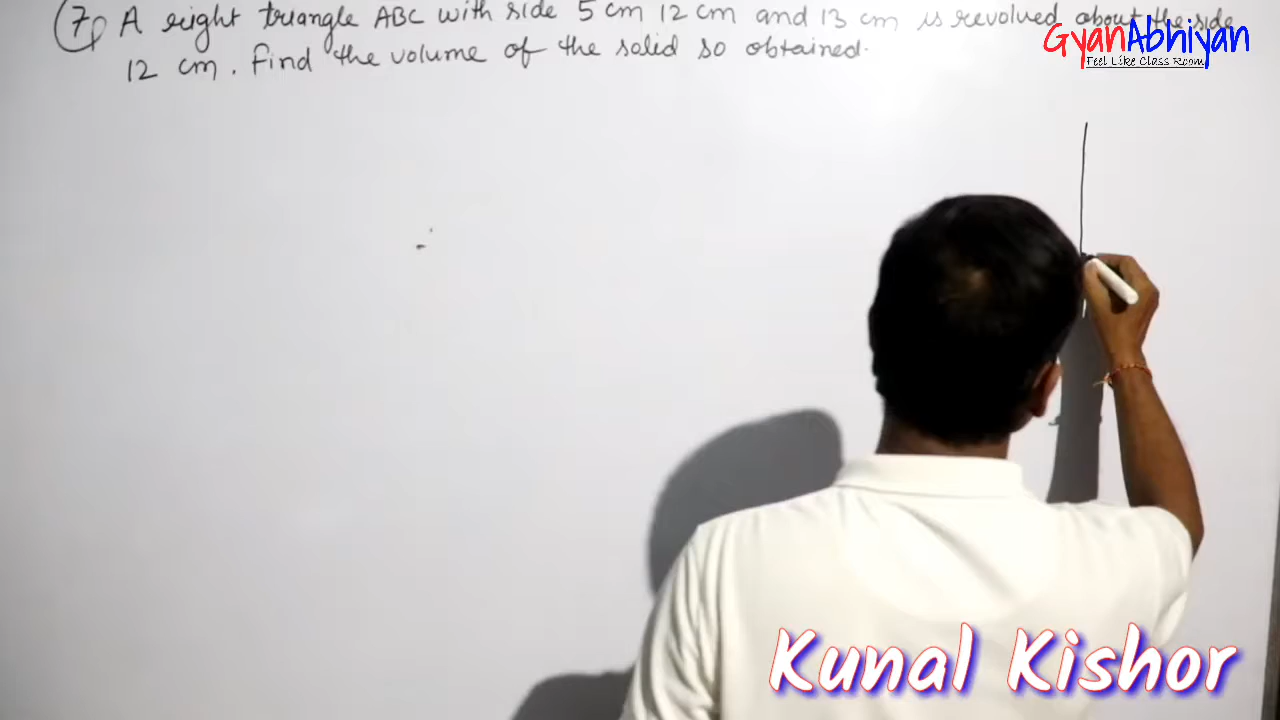 7 A right triangle ABC with side 5 cm 12 cm and 13 cm is revolved about the side
12 cm. Find the volume of the solid so obtained.
GyanAbhiyan
Feel Like Class Room
Kunal Kishor